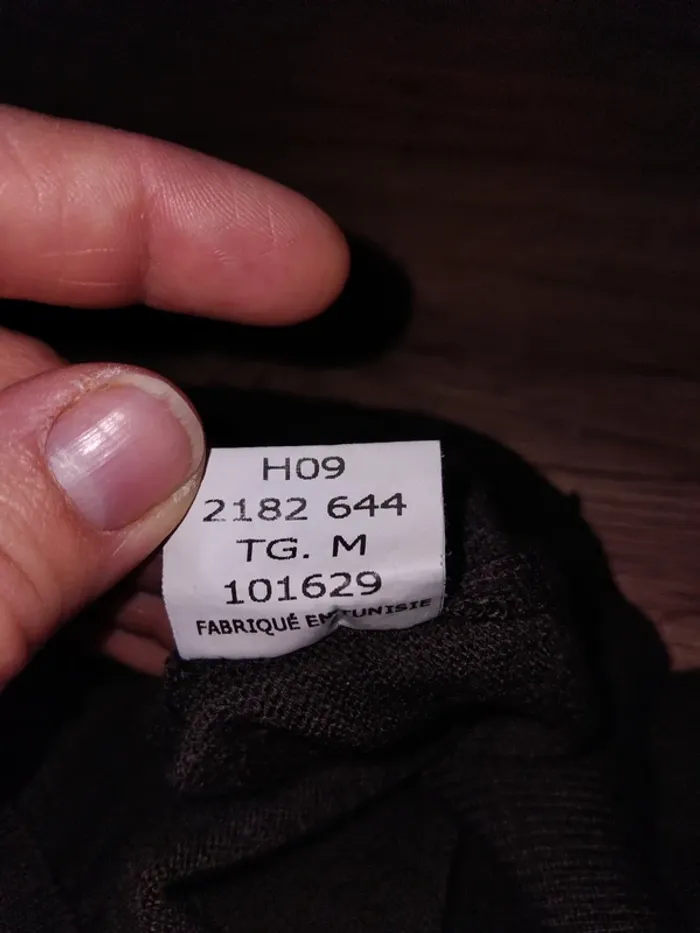 H09
2182 644
TG. M
101629
FABRIQUÉ EN TUNISIE